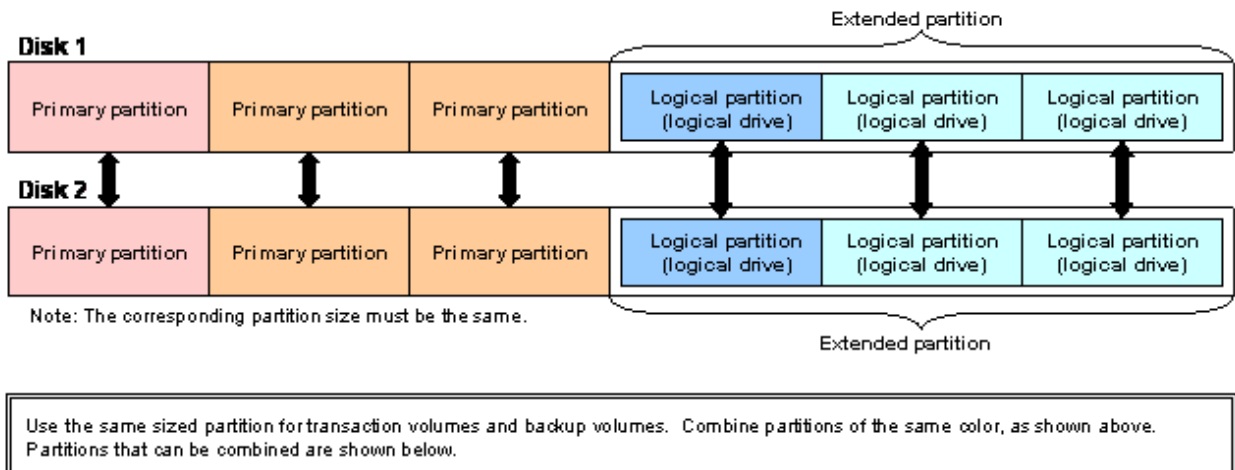 Extended partition
Disk 1
Primary partition
Primary partition
Primary partition
Logical partition
(logical drive)
Logical partition
(logical drive)
Logical partition
(logical drive)
Disk 2
Primary partition
Primary partition
Primary partition
Logical partition
(logical drive)
Logical partition
(logical drive)
Logical partition
(logical drive)
Note: The corresponding partition size must be the same.
Extended partition
Use the same sized partition for transaction volumes and backup volumes. Combine partitions of the same color, as shown above.
Partitions that can be combined are shown below.